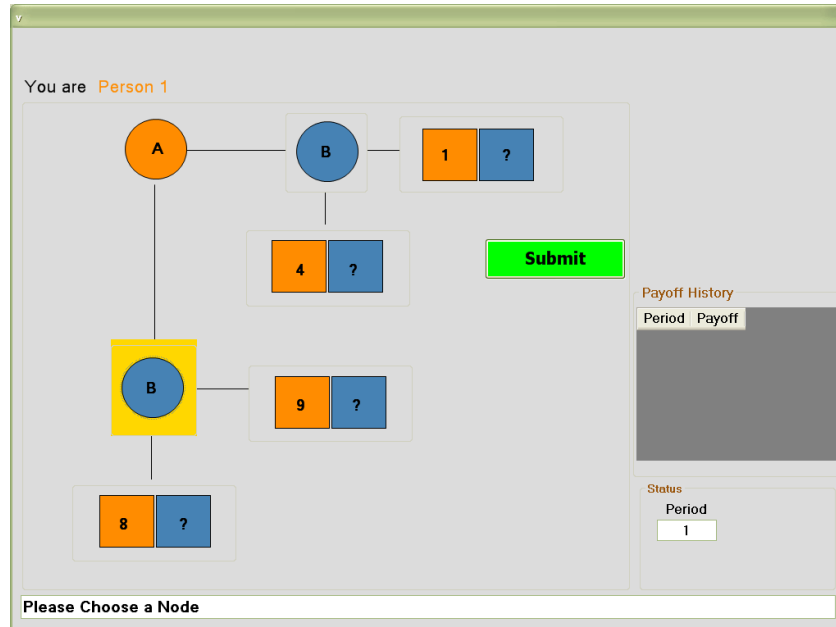 v
You are Person 1
A
B
1 ?
4 ?
Submit
Payoff History
Period Payoff
B
9 ?
8 ?
Status
Period
1
Please Choose a Node